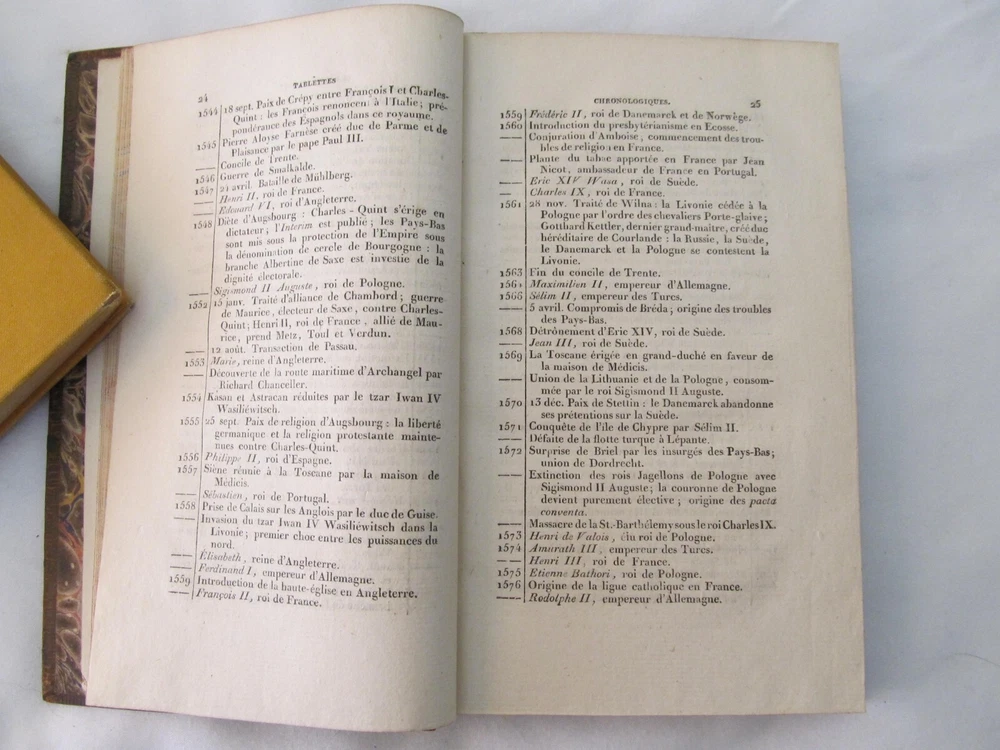 24 TABLETTES
1544 18 sept. Paix de Crépy entre François I et Charles-
Quint : les François renoncent à l'Italie ; pré-
pondérance des Espagnols dans ce royaume.
1545 Pierre Aloyse Farnèse créé duc de Parme et de
Plaisance par le pape Paul III.
— Concile de Trente.
1546 Guerre de Smalkalde.
1547 24 avril. Bataille de Mühlberg.
— Henri II, roi de France.
— Edouard VI, roi d'Angleterre.
1548 Diète d'Augsbourg : Charles-Quint s'érige en
dictateur ; l'Interim est publié ; les Pays-Bas
sont mis sous la protection de l'Empire sous
la dénomination de cercle de Bourgogne : la
branche Albertine de Saxe est investie de la
dignité électorale.
— Sigismond II Auguste, roi de Pologne.
1552 15 janv. Traité d'alliance de Chambord ; guerre
de Maurice, électeur de Saxe, contre Charles-
Quint ; Henri II, roi de France, allié de Mau-
rice, prend Metz, Toul et Verdun.
— 12 août. Transaction de Passau.
1553 Marie, reine d'Angleterre.
— Découverte de la route maritime d'Archangel par
Richard Chanceller.
1554 Kasan et Astracan réduites par le tzar Iwan IV
Wasiliéwitsch.
1555 25 sept. Paix de religion d'Augsbourg : la liberté
germanique et la religion protestante mainte-
nues contre Charles-Quint.
1556 Philippe II, roi d'Espagne.
1557 Siène réunie à la Toscane par la maison de
Médicis.
— Sébastien, roi de Portugal.
1558 Prise de Calais sur les Anglois par le duc de Guise.
— Invasion du tzar Iwan IV Wasiliéwitsch dans la
Livonie ; premier choc entre les puissances du
nord.
— Élisabeth, reine d'Angleterre.
— Ferdinand I, empereur d'Allemagne.
1559 Introduction de la haute-église en Angleterre.
— François II, roi de France.
CHRONOLOGIQUES. 25
1559 Frédéric II, roi de Danemarck et de Norwège.
1560 Introduction du presbytérianisme en Ecosse.
— Conjuration d'Amboise, commencement des trou-
bles de religion en France.
— Plante du tabac apportée en France par Jean
Nicot, ambassadeur de France en Portugal.
— Eric XIV Wasa, roi de Suède.
— Charles IX, roi de France.
1561 28 nov. Traité de Wilna : la Livonie cédée à la
Pologne par l'ordre des chevaliers Porte-glaive ;
Gotthard Kettler, dernier grand-maître, créé duc
héréditaire de Courlande : la Russie, la Suède,
le Danemarck et la Pologne se contestent la
Livonie.
1563 Fin du concile de Trente.
1564 Maximilien II, empereur d'Allemagne.
1566 Sélim II, empereur des Turcs.
— 5 avril. Compromis de Bréda ; origine des troubles
des Pays-Bas.
1568 Détrônement d'Eric XIV, roi de Suède.
— Jean III, roi de Suède.
1569 La Toscane érigée en grand-duché en faveur de
la maison de Médicis.
— Union de la Lithuanie et de la Pologne, consom-
mée par le roi Sigismond II Auguste.
1570 13 déc. Paix de Stettin : le Danemarck abandonne
ses prétentions sur la Suède.
1571 Conquête de l'île de Chypre par Sélim II.
— Défaite de la flotte turque à Lépante.
1572 Surprise de Briel par les insurgés des Pays-Bas ;
union de Dordrecht.
— Extinction des rois Jagellons de Pologne avec
Sigismond II Auguste ; la couronne de Pologne
devient purement élective ; origine des pacta
conventa.
— Massacre de la St.-Barthélemy sous le roi Charles IX.
1573 Henri de Valois, élu roi de Pologne.
1574 Amurath III, empereur des Turcs.
— Henri III, roi de France.
1575 Etienne Bathori, roi de Pologne.
1576 Origine de la ligue catholique en France.
— Rodolphe II, empereur d'Allemagne.